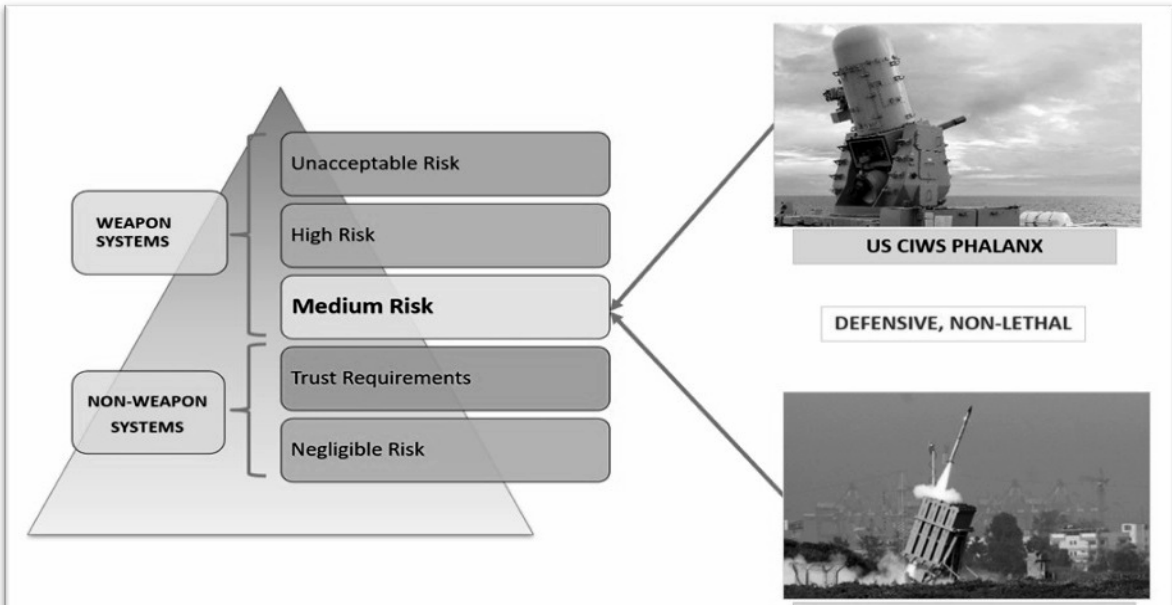 Unacceptable Risk
WEAPON
SYSTEMS
High Risk
Medium Risk
NON-WEAPON
SYSTEMS
Trust Requirements
Negligible Risk
US CIWS PHALANX
DEFENSIVE, NON-LETHAL